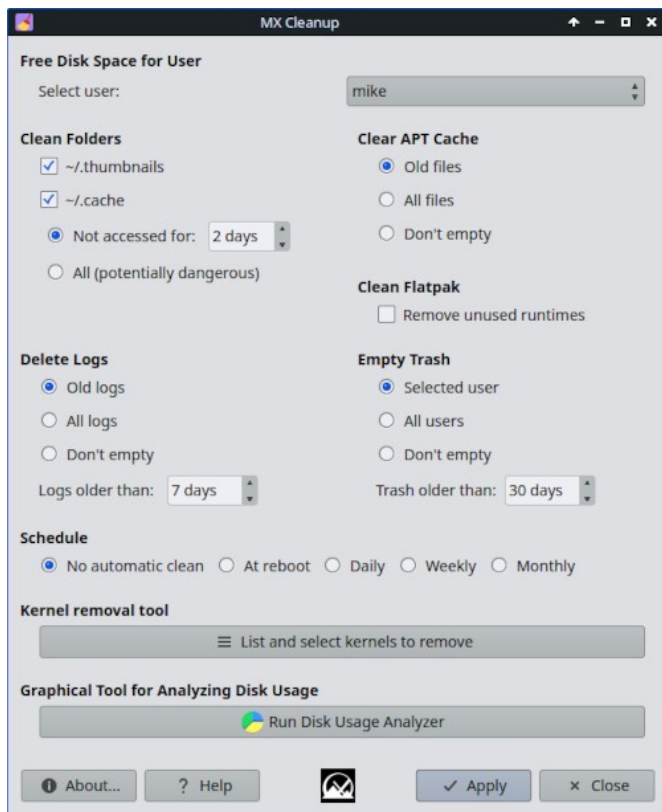 MX Cleanup
Free Disk Space for User
Select user: mike
Clean Folders
~/.thumbnails
~/.cache
Not accessed for: 2 days
All (potentially dangerous)
Clear APT Cache
Old files
All files
Don't empty
Clean Flatpak
Remove unused runtimes
Delete Logs
Old logs
All logs
Don't empty
Logs older than: 7 days
Empty Trash
Selected user
All users
Don't empty
Trash older than: 30 days
Schedule
No automatic clean At reboot Daily Weekly Monthly
Kernel removal tool
List and select kernels to remove
Graphical Tool for Analyzing Disk Usage
Run Disk Usage Analyzer
About... ? Help Apply Close